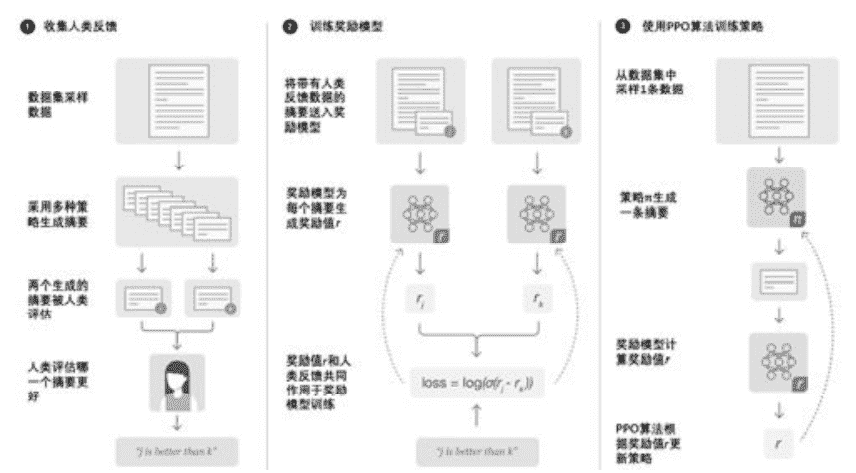 1 收集人类反馈
数据集采样
数据
采用多种策
略生成摘要
两个生成的
摘要被人类
评估
人类评估哪
一个摘要更
好
"j is better than k"
2 训练奖励模型
将带有人类
反馈数据的
摘要送入奖
励模型
奖励模型为
每个摘要生
成奖励值r
r
r
rj
rk
奖励值r和人
类反馈共同
作用于奖励
模型训练
loss = log(σ(rj - rk))
"j is better than k"
3 使用PPO算法训练策略
从数据集中
采样1条数据
策略π生成
一条摘要
π
奖励模型计
算奖励值r
r
PPO算法根
据奖励值r更
新策略
r